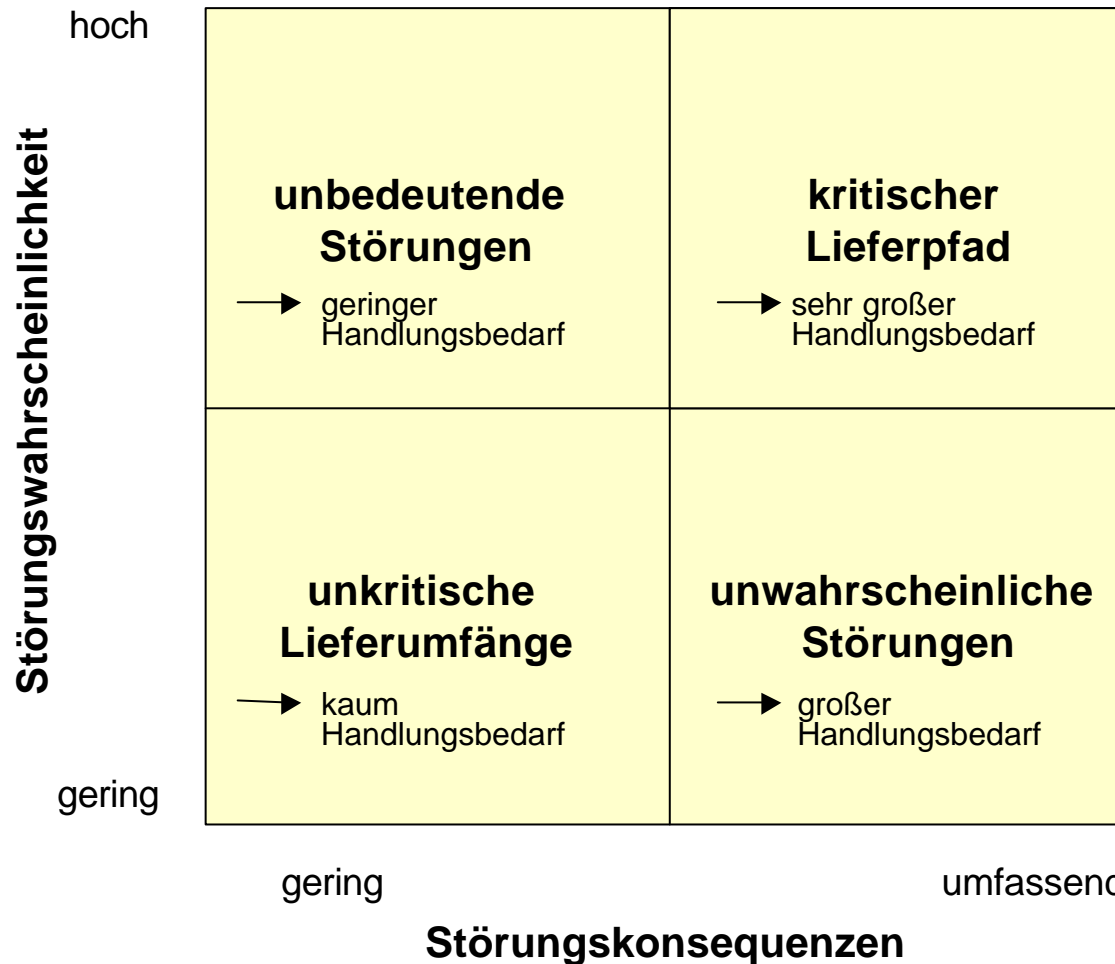 hoch
Störungswahrscheinlichkeit
unbedeutende
Störungen
geringer
Handlungsbedarf
kritischer
Lieferpfad
sehr großer
Handlungsbedarf
unkritische
Lieferumfänge
kaum
Handlungsbedarf
unwahrscheinliche
Störungen
großer
Handlungsbedarf
gering
gering
umfassend
Störungskonsequenzen